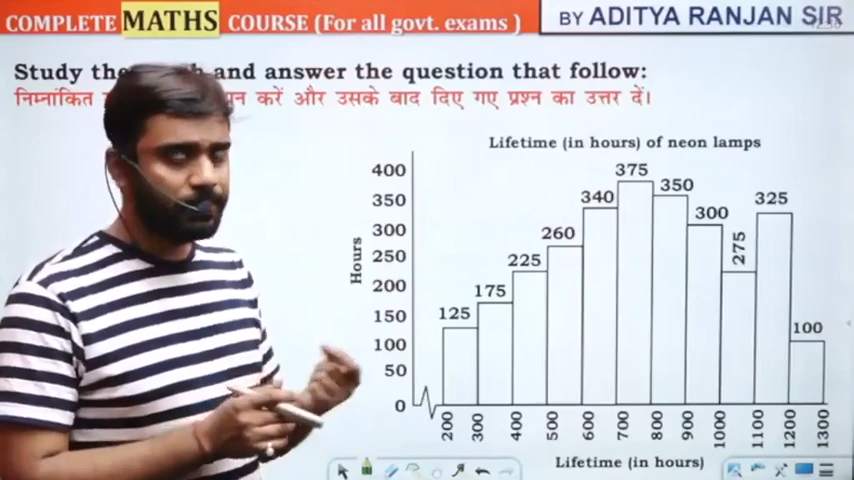 COMPLETE MATHS COURSE (For all govt. exams )
BY ADITYA RANJAN SIR
Study the and answer the question that follow:
निम्नांकित करें और उसके बाद दिए गए प्रश्न का उत्तर दें।
Lifetime (in hours) of neon lamps
Hours
400
350
300
250
200
150
100
50
0
125
175
225
260
340
375
350
300
275
325
100
200 300 400 500 600 700 800 900 1000 1100 1200 1300
Lifetime (in hours)